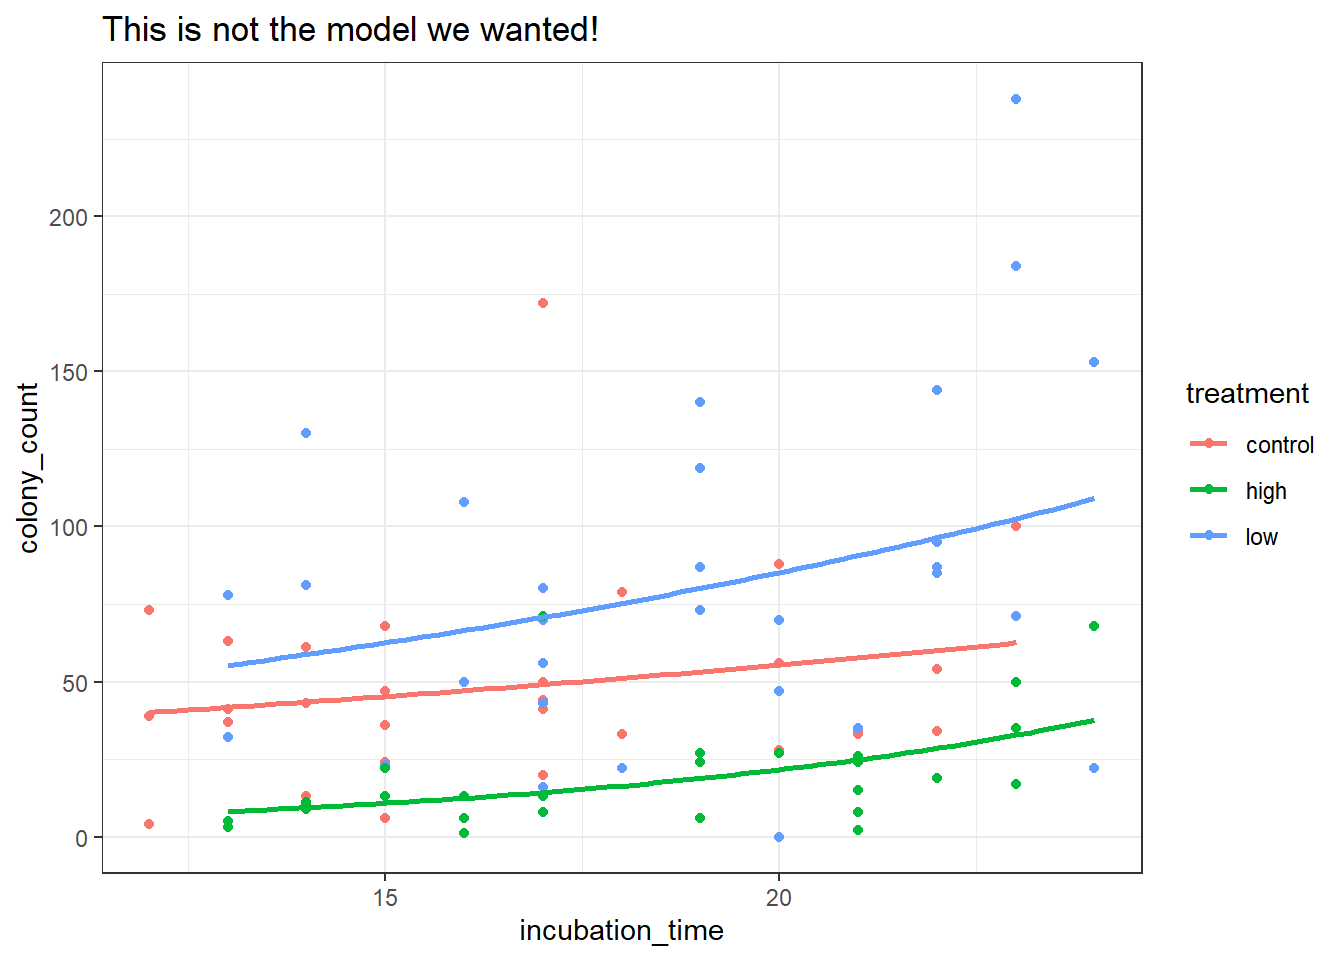 This is not the model we wanted!
colony_count
200
150
100
50
0
15
20
incubation_time
treatment
control
high
low